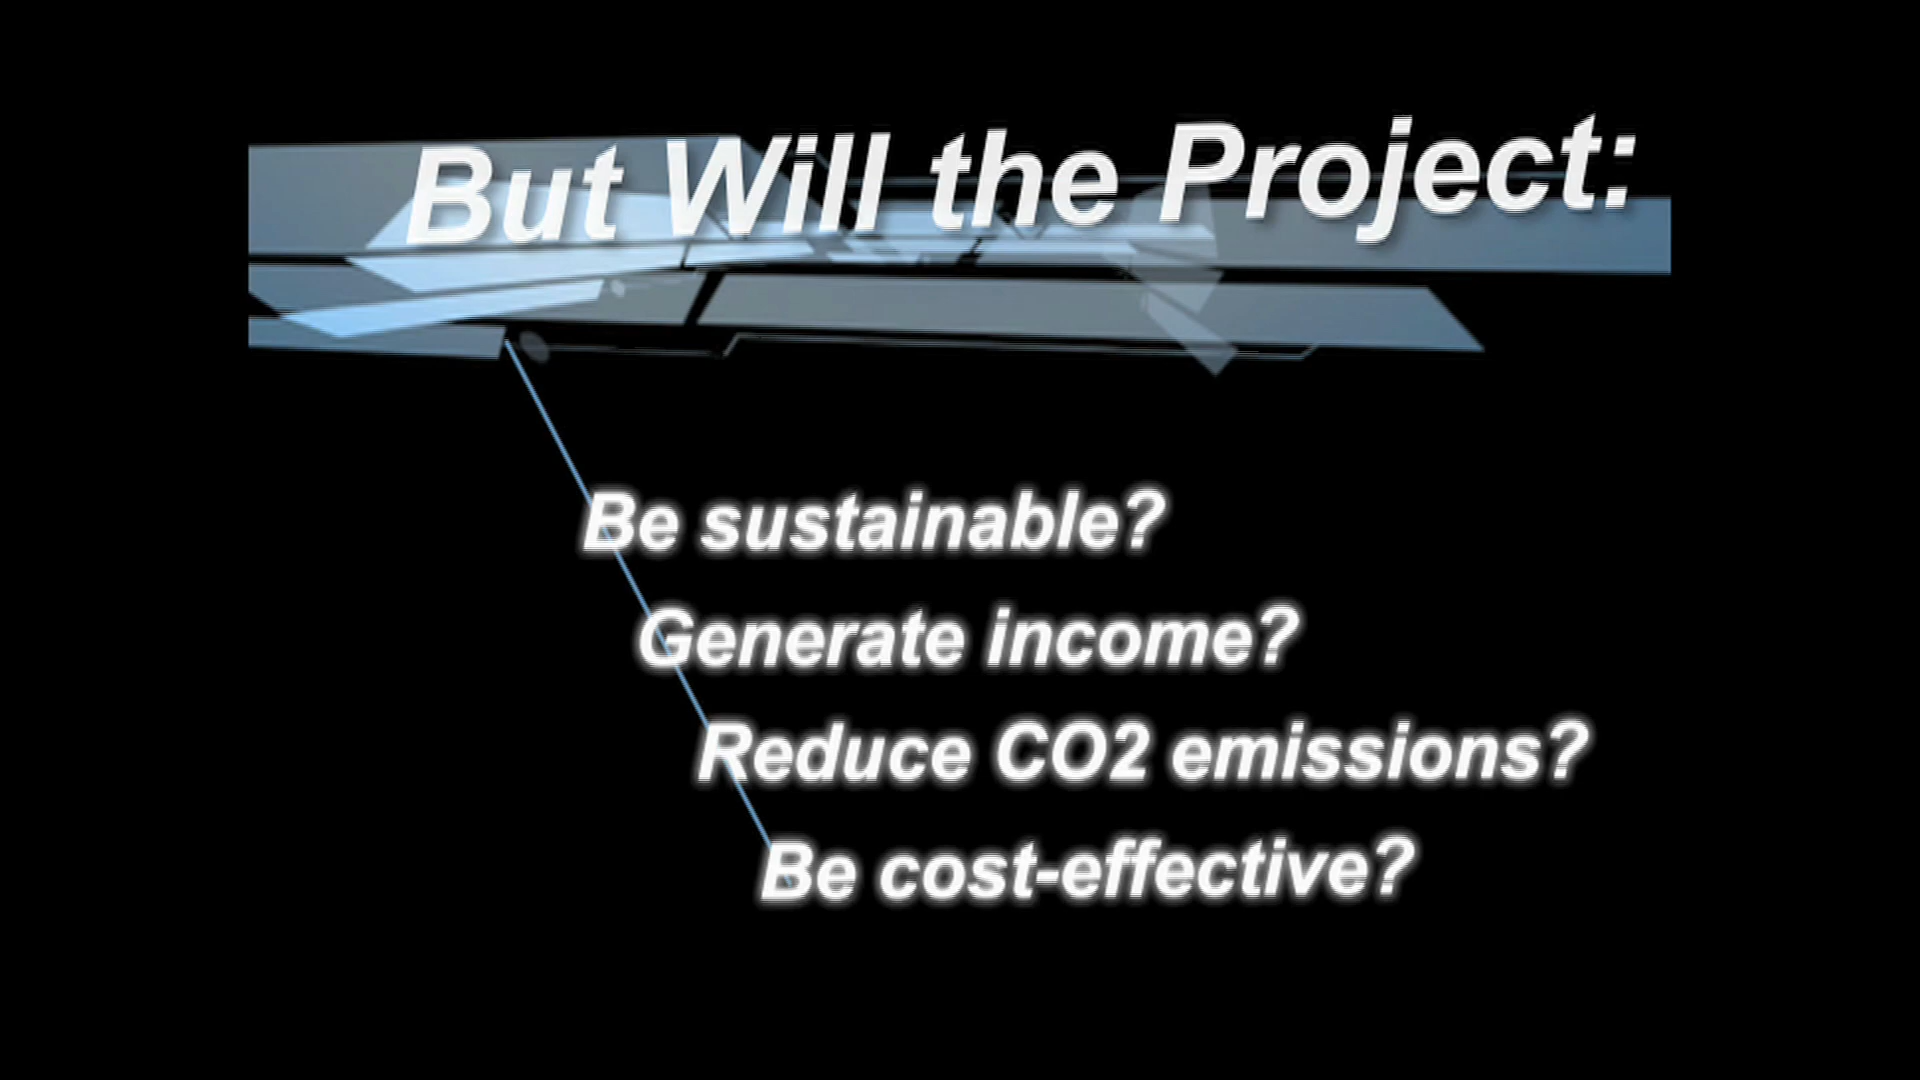 But Will the Project:
Be sustainable?
Generate income?
Reduce CO2 emissions?
Be cost-effective?